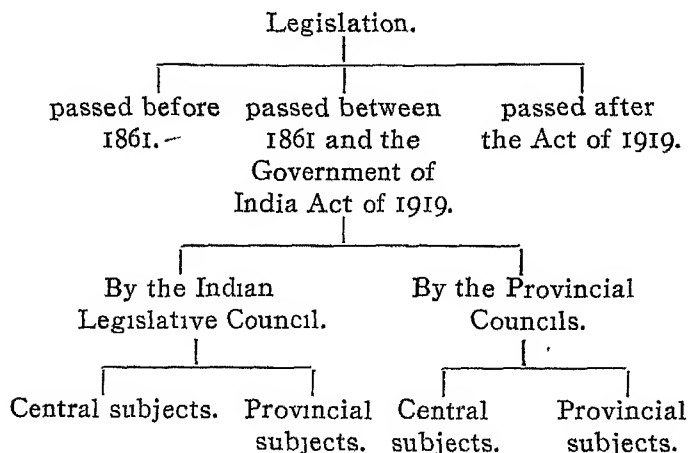 Legislation.
passed before
1861.
passed between
1861 and the
Government of
India Act of 1919.
passed after
the Act of 1919.
By the Indian
Legislative Council.
By the Provincial
Councils.
Central subjects.
Provincial
subjects.
Central
subjects.
Provincial
subjects.